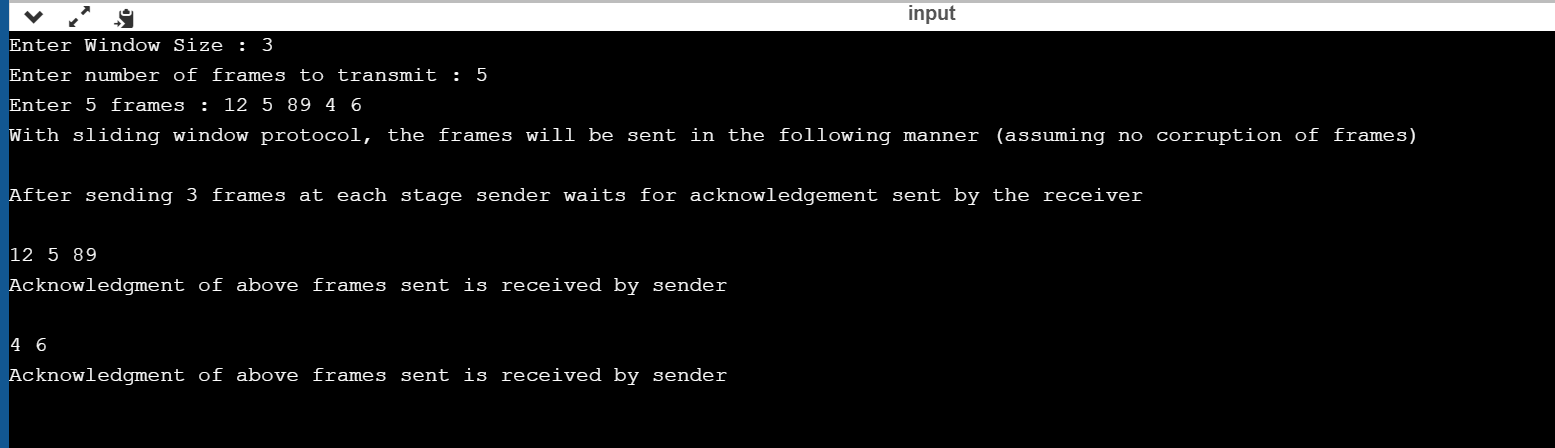 input
Enter Window Size : 3
Enter number of frames to transmit : 5
Enter 5 frames : 12 5 89 4 6
With sliding window protocol, the frames will be sent in the following manner (assuming no corruption of frames)
After sending 3 frames at each stage sender waits for acknowledgement sent by the receiver
12 5 89
Acknowledgment of above frames sent is received by sender
4 6
Acknowledgment of above frames sent is received by sender